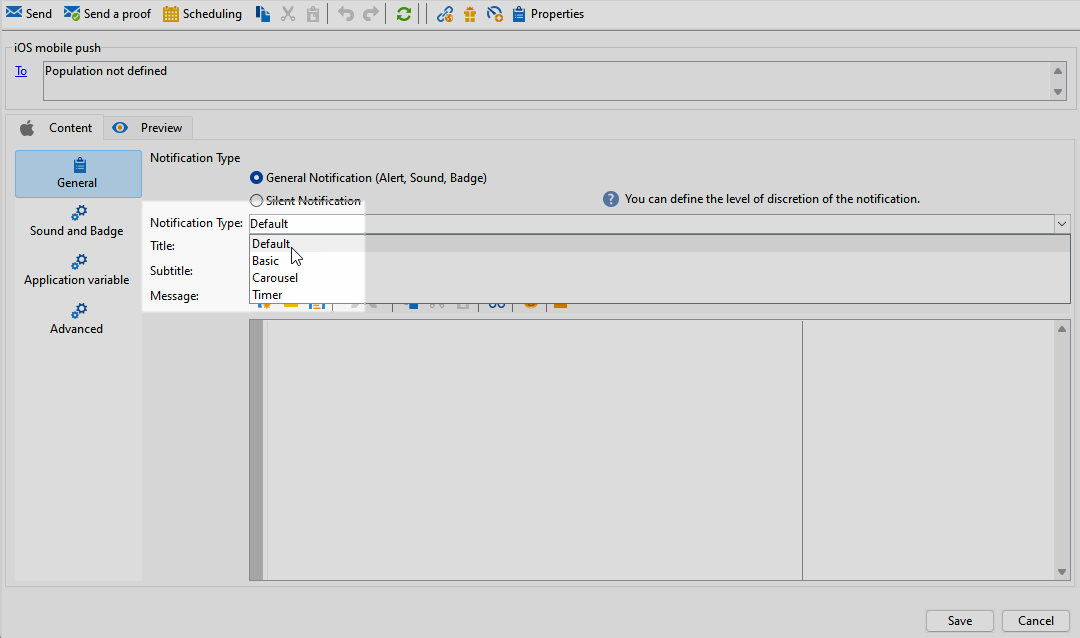 Send Send a proof Scheduling Properties
iOS mobile push
To Population not defined
Content Preview
Notification Type
General Notification (Alert, Sound, Badge)
Silent Notification
? You can define the level of discretion of the notification.
General
Sound and Badge
Application variable
Advanced
Notification Type: Default
Title:
Subtitle:
Message:
Default
Basic
Carousel
Timer
Save Cancel